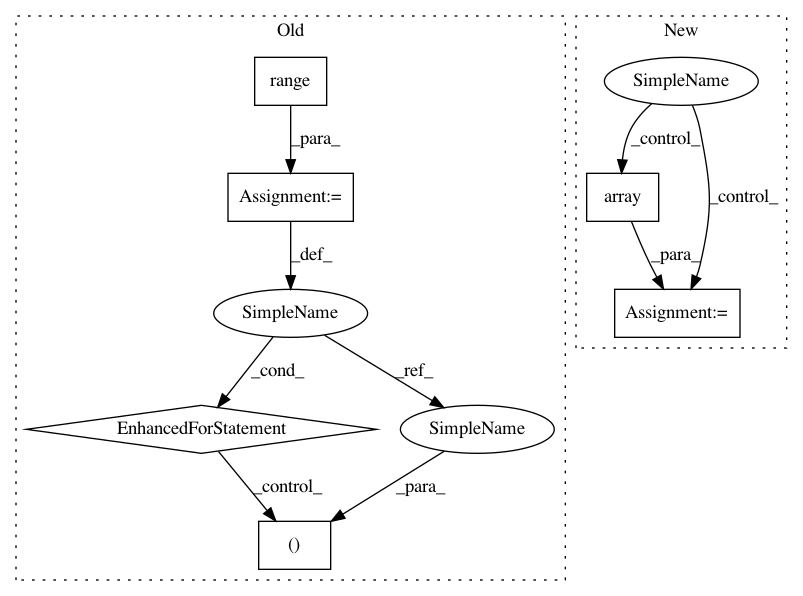 Old
New
range
SimpleName
_para_
_control_
Assignment:=
array
_control_
_def_
_para_
SimpleName
Assignment:=
_cond_
_ref_
EnhancedForStatement
SimpleName
_control_
_para_
()